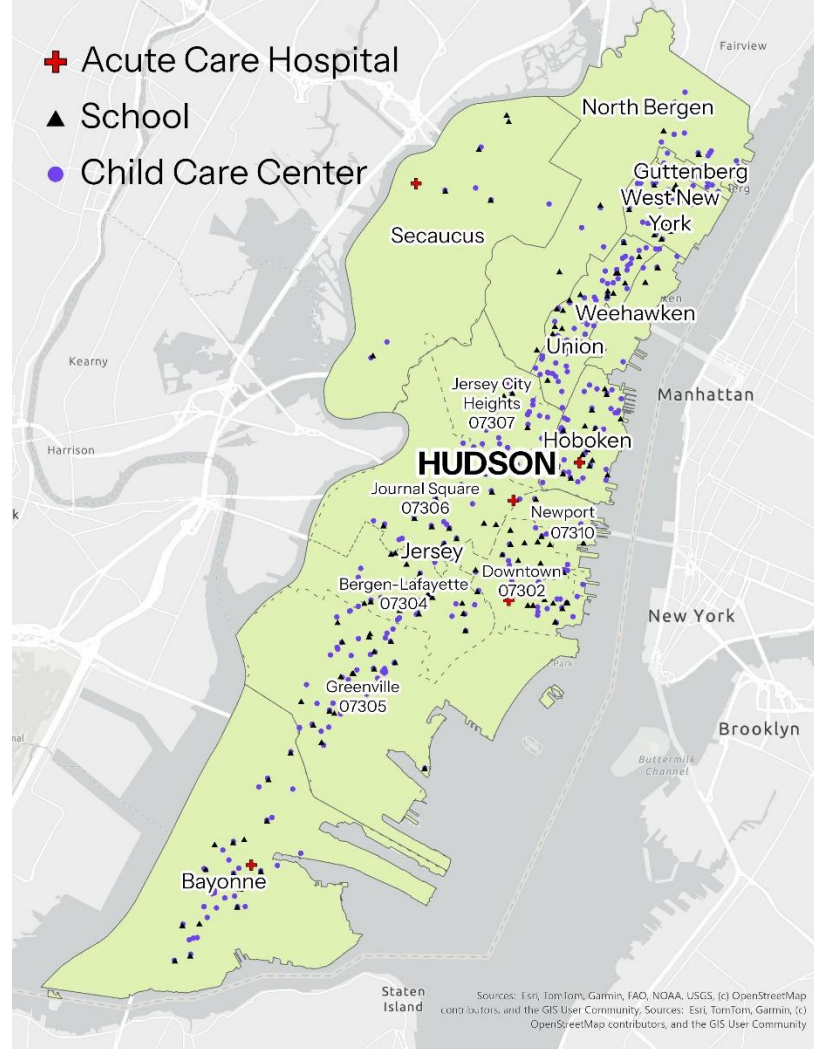 Acute Care Hospital
School
Child Care Center
Fairview
North Bergen
Guttenberg
West New
York
Secaucus
Weehawken
Union
Kearny
Jersey City
Heights
07307
Manhattan
Hoboken
Harrison
HUDSON
Journal Square
07306
Newport
07310
Jersey
Downtown
07302
Bergen-Lafayette
07304
New York
Park
Greenville
07305
Brooklyn
Buttermilk
Channel
Bayonne
Staten
Island
Sources: Esri, TomTom, Garmin, FAO, NOAA, USGS, (c) OpenStreetMap
contributors, and the GIS User Community, Sources: Esri, TomTom, Garmin, (c)
OpenStreetMap contributors, and the GIS User Community